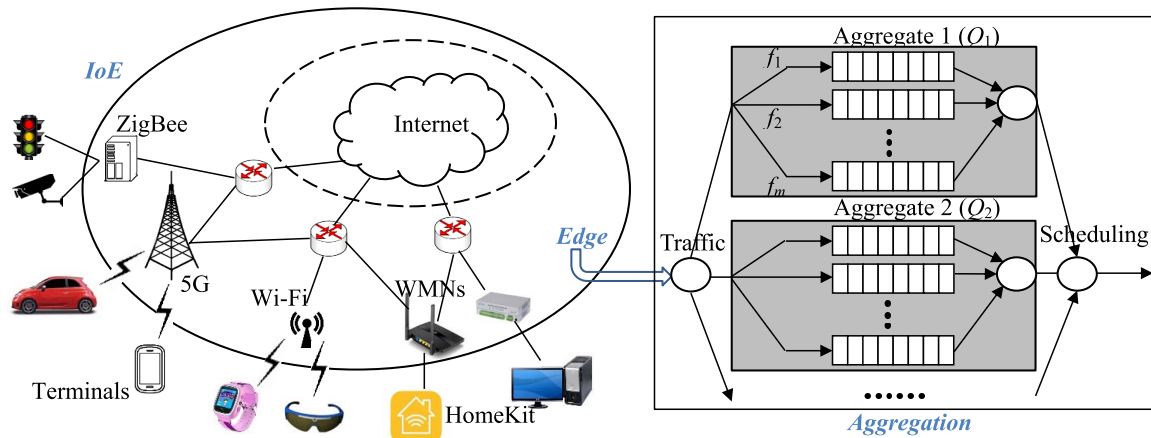 IoE
ZigBee
Internet
5G
Wi-Fi
WMNs
Terminals
HomeKit
Edge
Aggregate 1 (Q1)
f1
f2
fm
Aggregate 2 (Q2)
Traffic
Scheduling
Aggregation